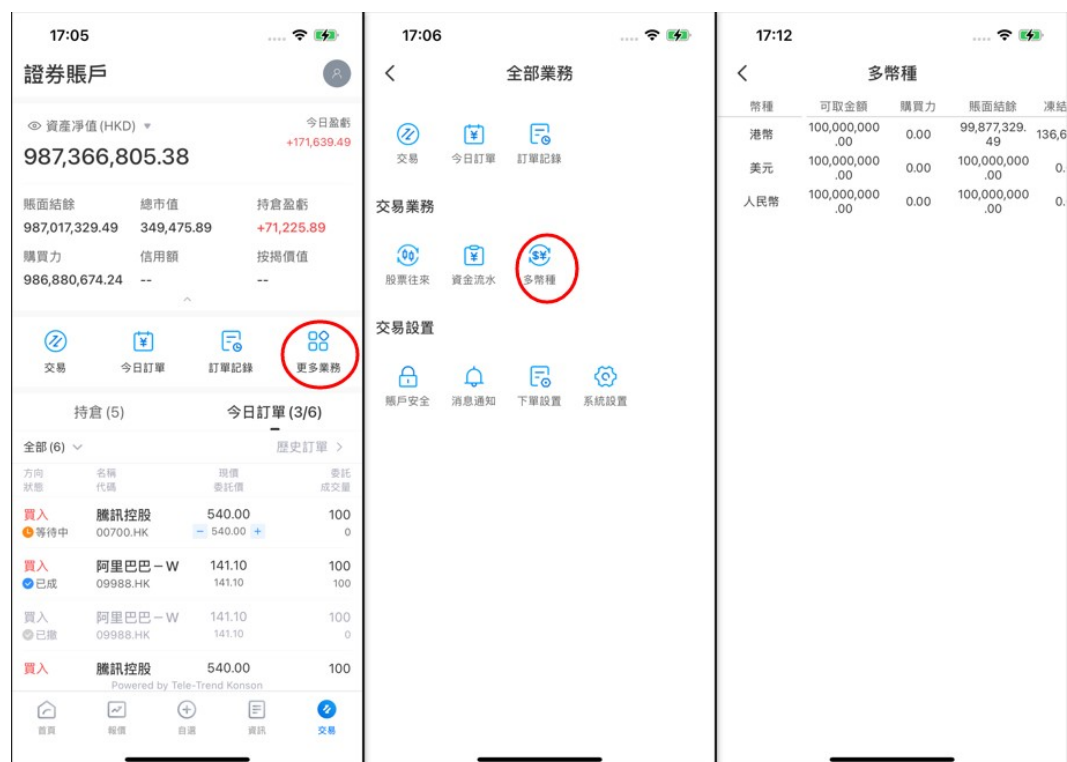 17:05
證券賬戶
資產淨值(HKD)
今日盈虧
987,366,805.38
+171,639.49
賬面結餘 總市值 持倉盈虧
987,017,329.49 349,475.89 +71,225.89
購買力 信用額 按揭價值
986,880,674.24 -- --
交易 今日訂單 訂單記錄 更多業務
持倉 (5) 今日訂單 (3/6)
全部 (6) 歷史訂單 >
方向 名稱 現價 委託
狀態 代碼 委託價 成交量
買入 騰訊控股 540.00 100
等待中 00700.HK − 540.00 + 0
買入 阿里巴巴－W 141.10 100
已成 09988.HK 141.10 100
買入 阿里巴巴－W 141.10 100
已撤 09988.HK 141.10 0
買入 騰訊控股 540.00 100
Powered by Tele-Trend Konson
首頁 報價 自選 資訊 交易
17:06
全部業務
交易 今日訂單 訂單記錄
交易業務
股票往來 資金流水 多幣種
交易設置
賬戶安全 消息通知 下單設置 系統設置
17:12
多幣種
幣種 可取金額 購買力 賬面結餘 凍結
港幣 100,000,000.00 0.00 99,877,329.49 136,6
美元 100,000,000.00 0.00 100,000,000.00 0.
人民幣 100,000,000.00 0.00 100,000,000.00 0.